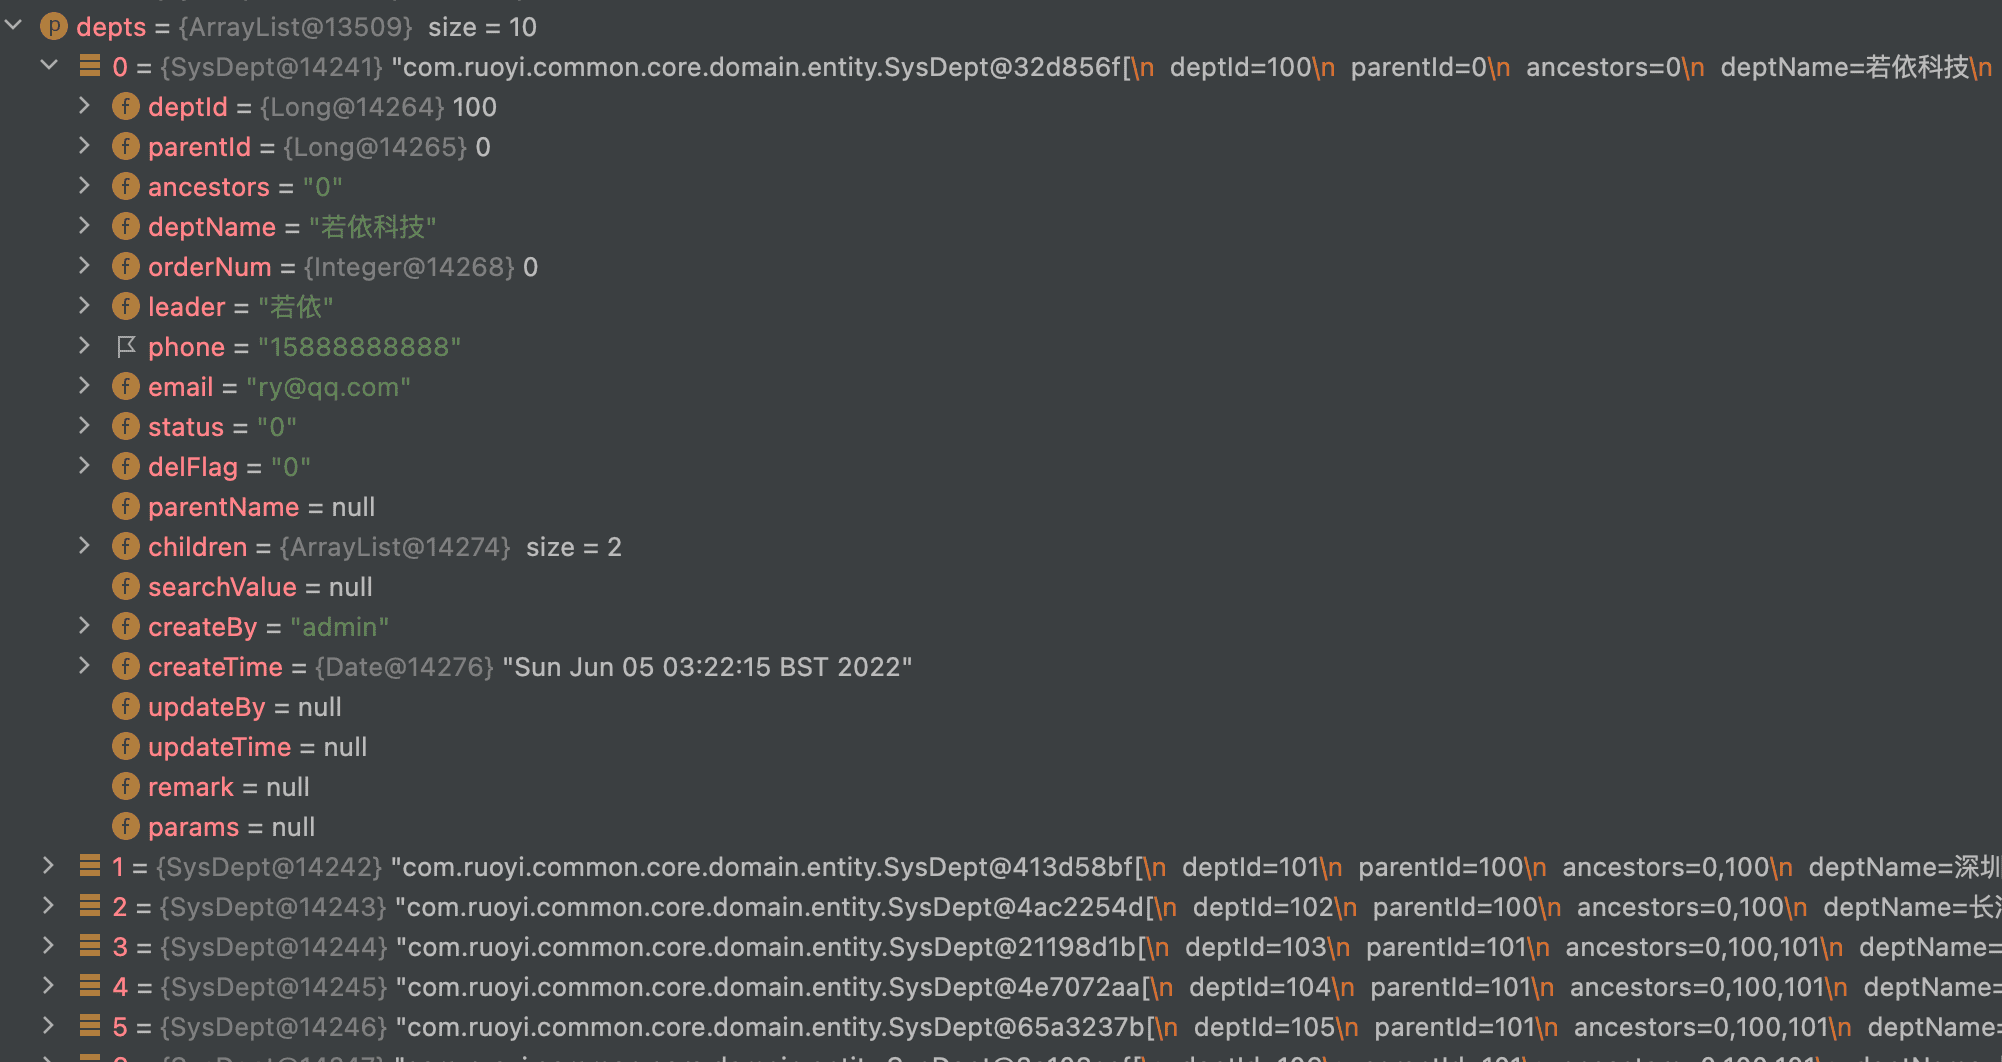 depts = {ArrayList@13509} size = 10
0 = {SysDept@14241} "com.ruoyi.common.core.domain.entity.SysDept@32d856f[\n deptId=100\n parentId=0\n ancestors=0\n deptName=若依科技\n
deptId = {Long@14264} 100
parentId = {Long@14265} 0
ancestors = "0"
deptName = "若依科技"
orderNum = {Integer@14268} 0
leader = "若依"
phone = "15888888888"
email = "ry@qq.com"
status = "0"
delFlag = "0"
parentName = null
children = {ArrayList@14274} size = 2
searchValue = null
createBy = "admin"
createTime = {Date@14276} "Sun Jun 05 03:22:15 BST 2022"
updateBy = null
updateTime = null
remark = null
params = null
1 = {SysDept@14242} "com.ruoyi.common.core.domain.entity.SysDept@413d58bf[\n deptId=101\n parentId=100\n ancestors=0,100\n deptName=深圳
2 = {SysDept@14243} "com.ruoyi.common.core.domain.entity.SysDept@4ac2254d[\n deptId=102\n parentId=100\n ancestors=0,100\n deptName=长
3 = {SysDept@14244} "com.ruoyi.common.core.domain.entity.SysDept@21198d1b[\n deptId=103\n parentId=101\n ancestors=0,100,101\n deptName=
4 = {SysDept@14245} "com.ruoyi.common.core.domain.entity.SysDept@4e7072aa[\n deptId=104\n parentId=101\n ancestors=0,100,101\n deptName=
5 = {SysDept@14246} "com.ruoyi.common.core.domain.entity.SysDept@65a3237b[\n deptId=105\n parentId=101\n ancestors=0,100,101\n deptName=